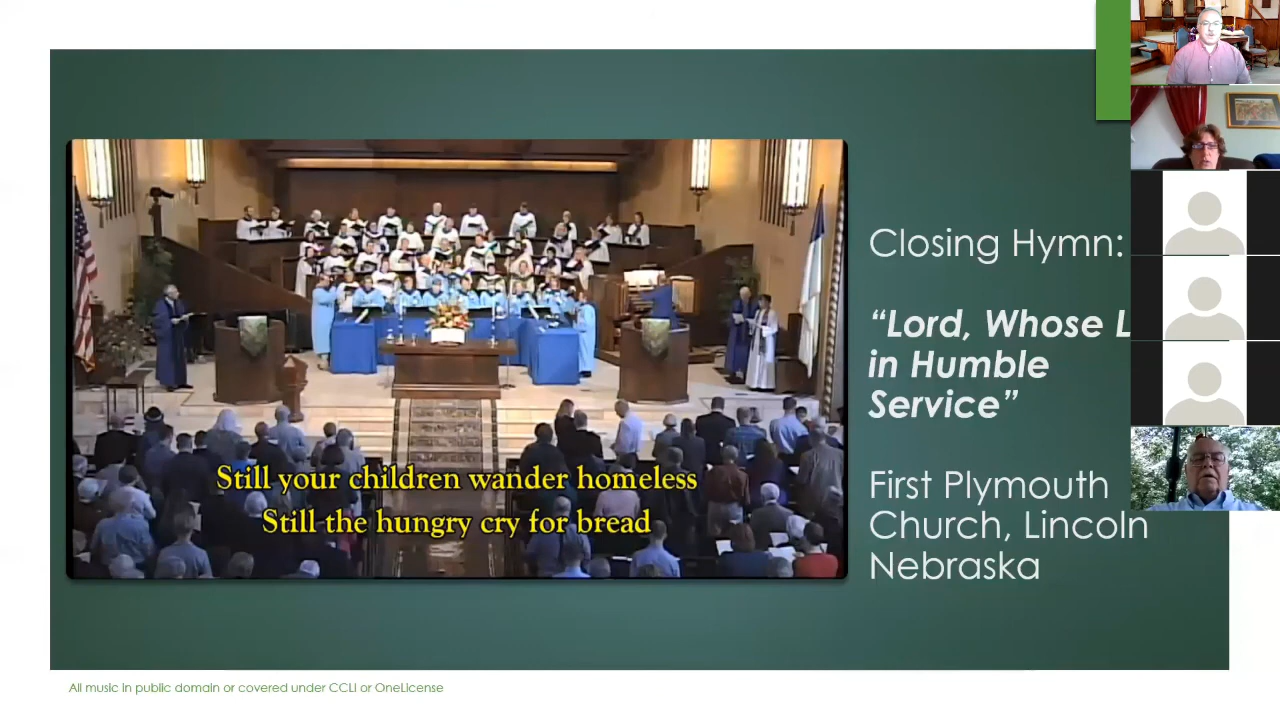 Closing Hymn:
“Lord, Whose L
in Humble
Service”
First Plymouth
Church, Lincoln
Nebraska
Still your children wander homeless
Still the hungry cry for bread
All music in public domain or covered under CCLI or OneLicense